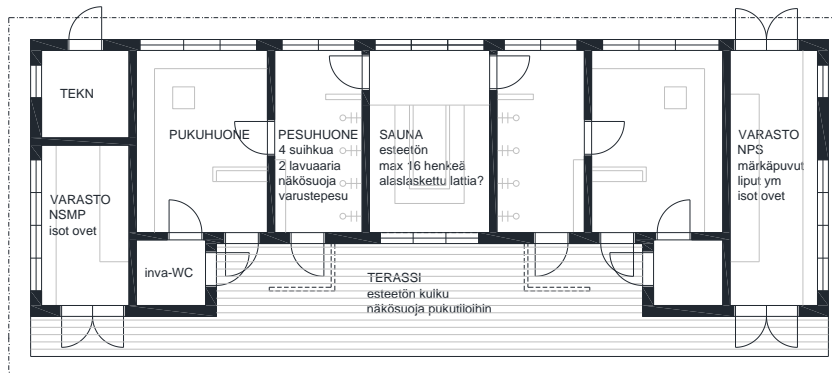 TEKN
PUKUHUONE
PESUHUONE
4 suihkua
2 lavuaaria
näkösuoja
varustepesu
SAUNA
esteetön
max 16 henkeä
alaslaskettu lattia?
VARASTO
NPS
märkäpuvut
liput ym
isot ovet
VARASTO
NSMP
isot ovet
inva-WC
TERASSI
esteetön kulku
näkösuoja pukutiloihin